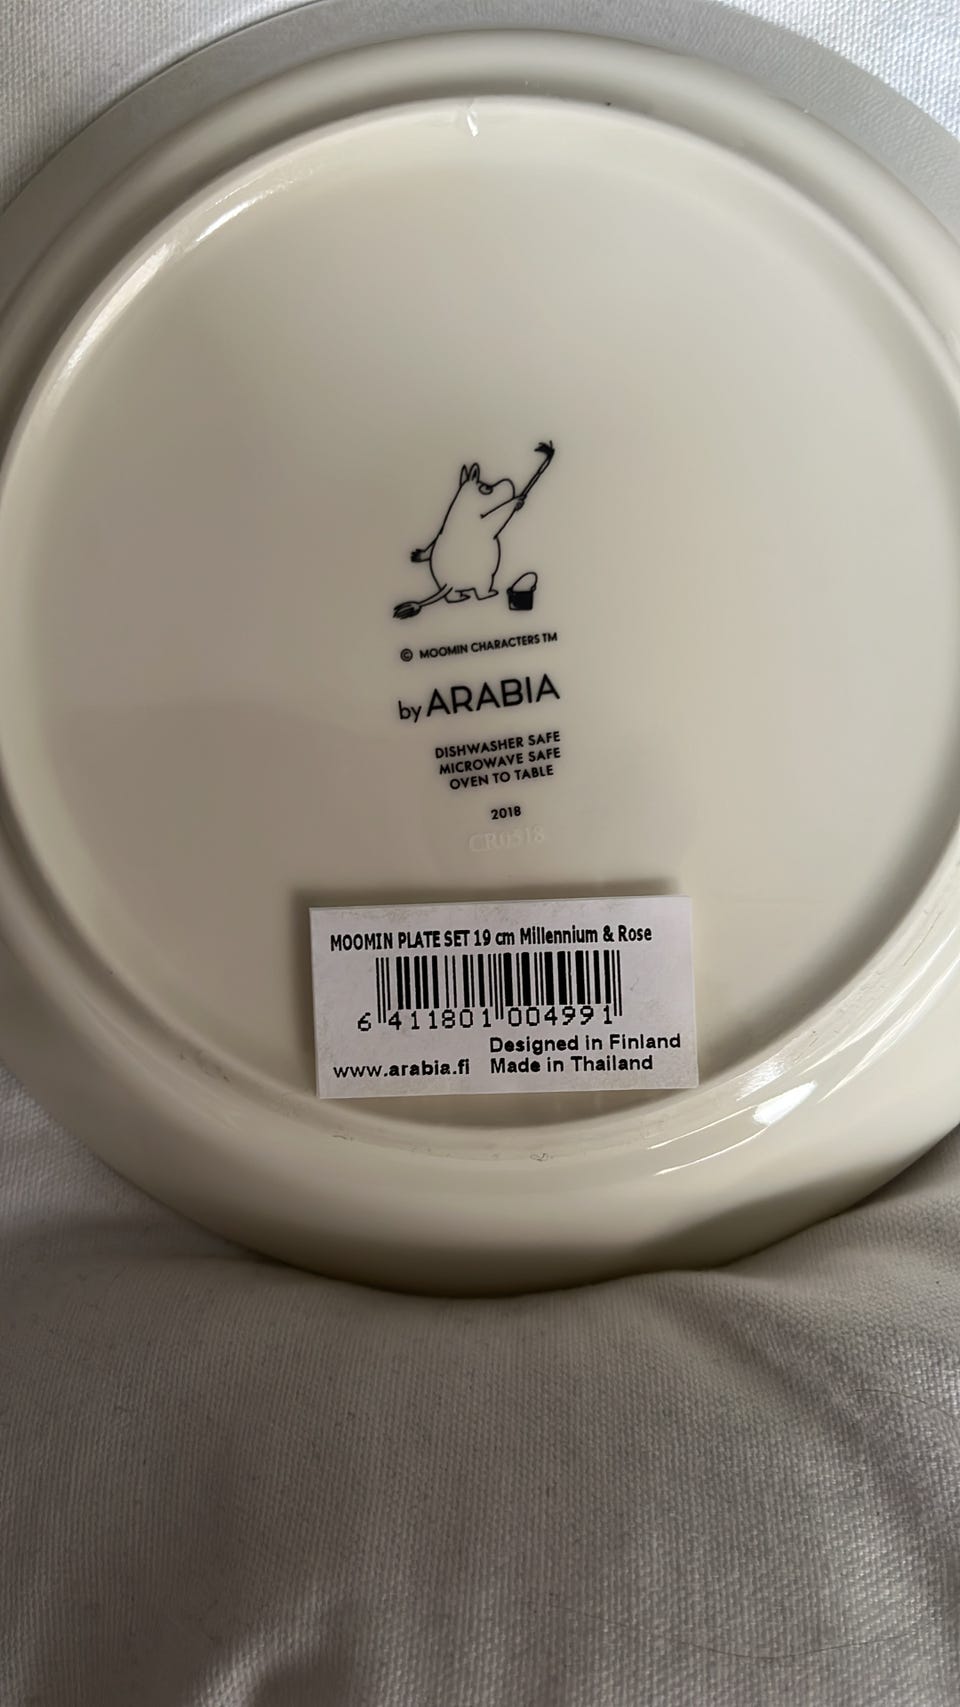 © MOOMIN CHARACTERS TM
by ARABIA
DISHWASHER SAFE
MICROWAVE SAFE
OVEN TO TABLE
2018
CR0318
MOOMIN PLATE SET 19 cm Millennium & Rose
6 411801 004991
Designed in Finland
www.arabia.fi Made in Thailand